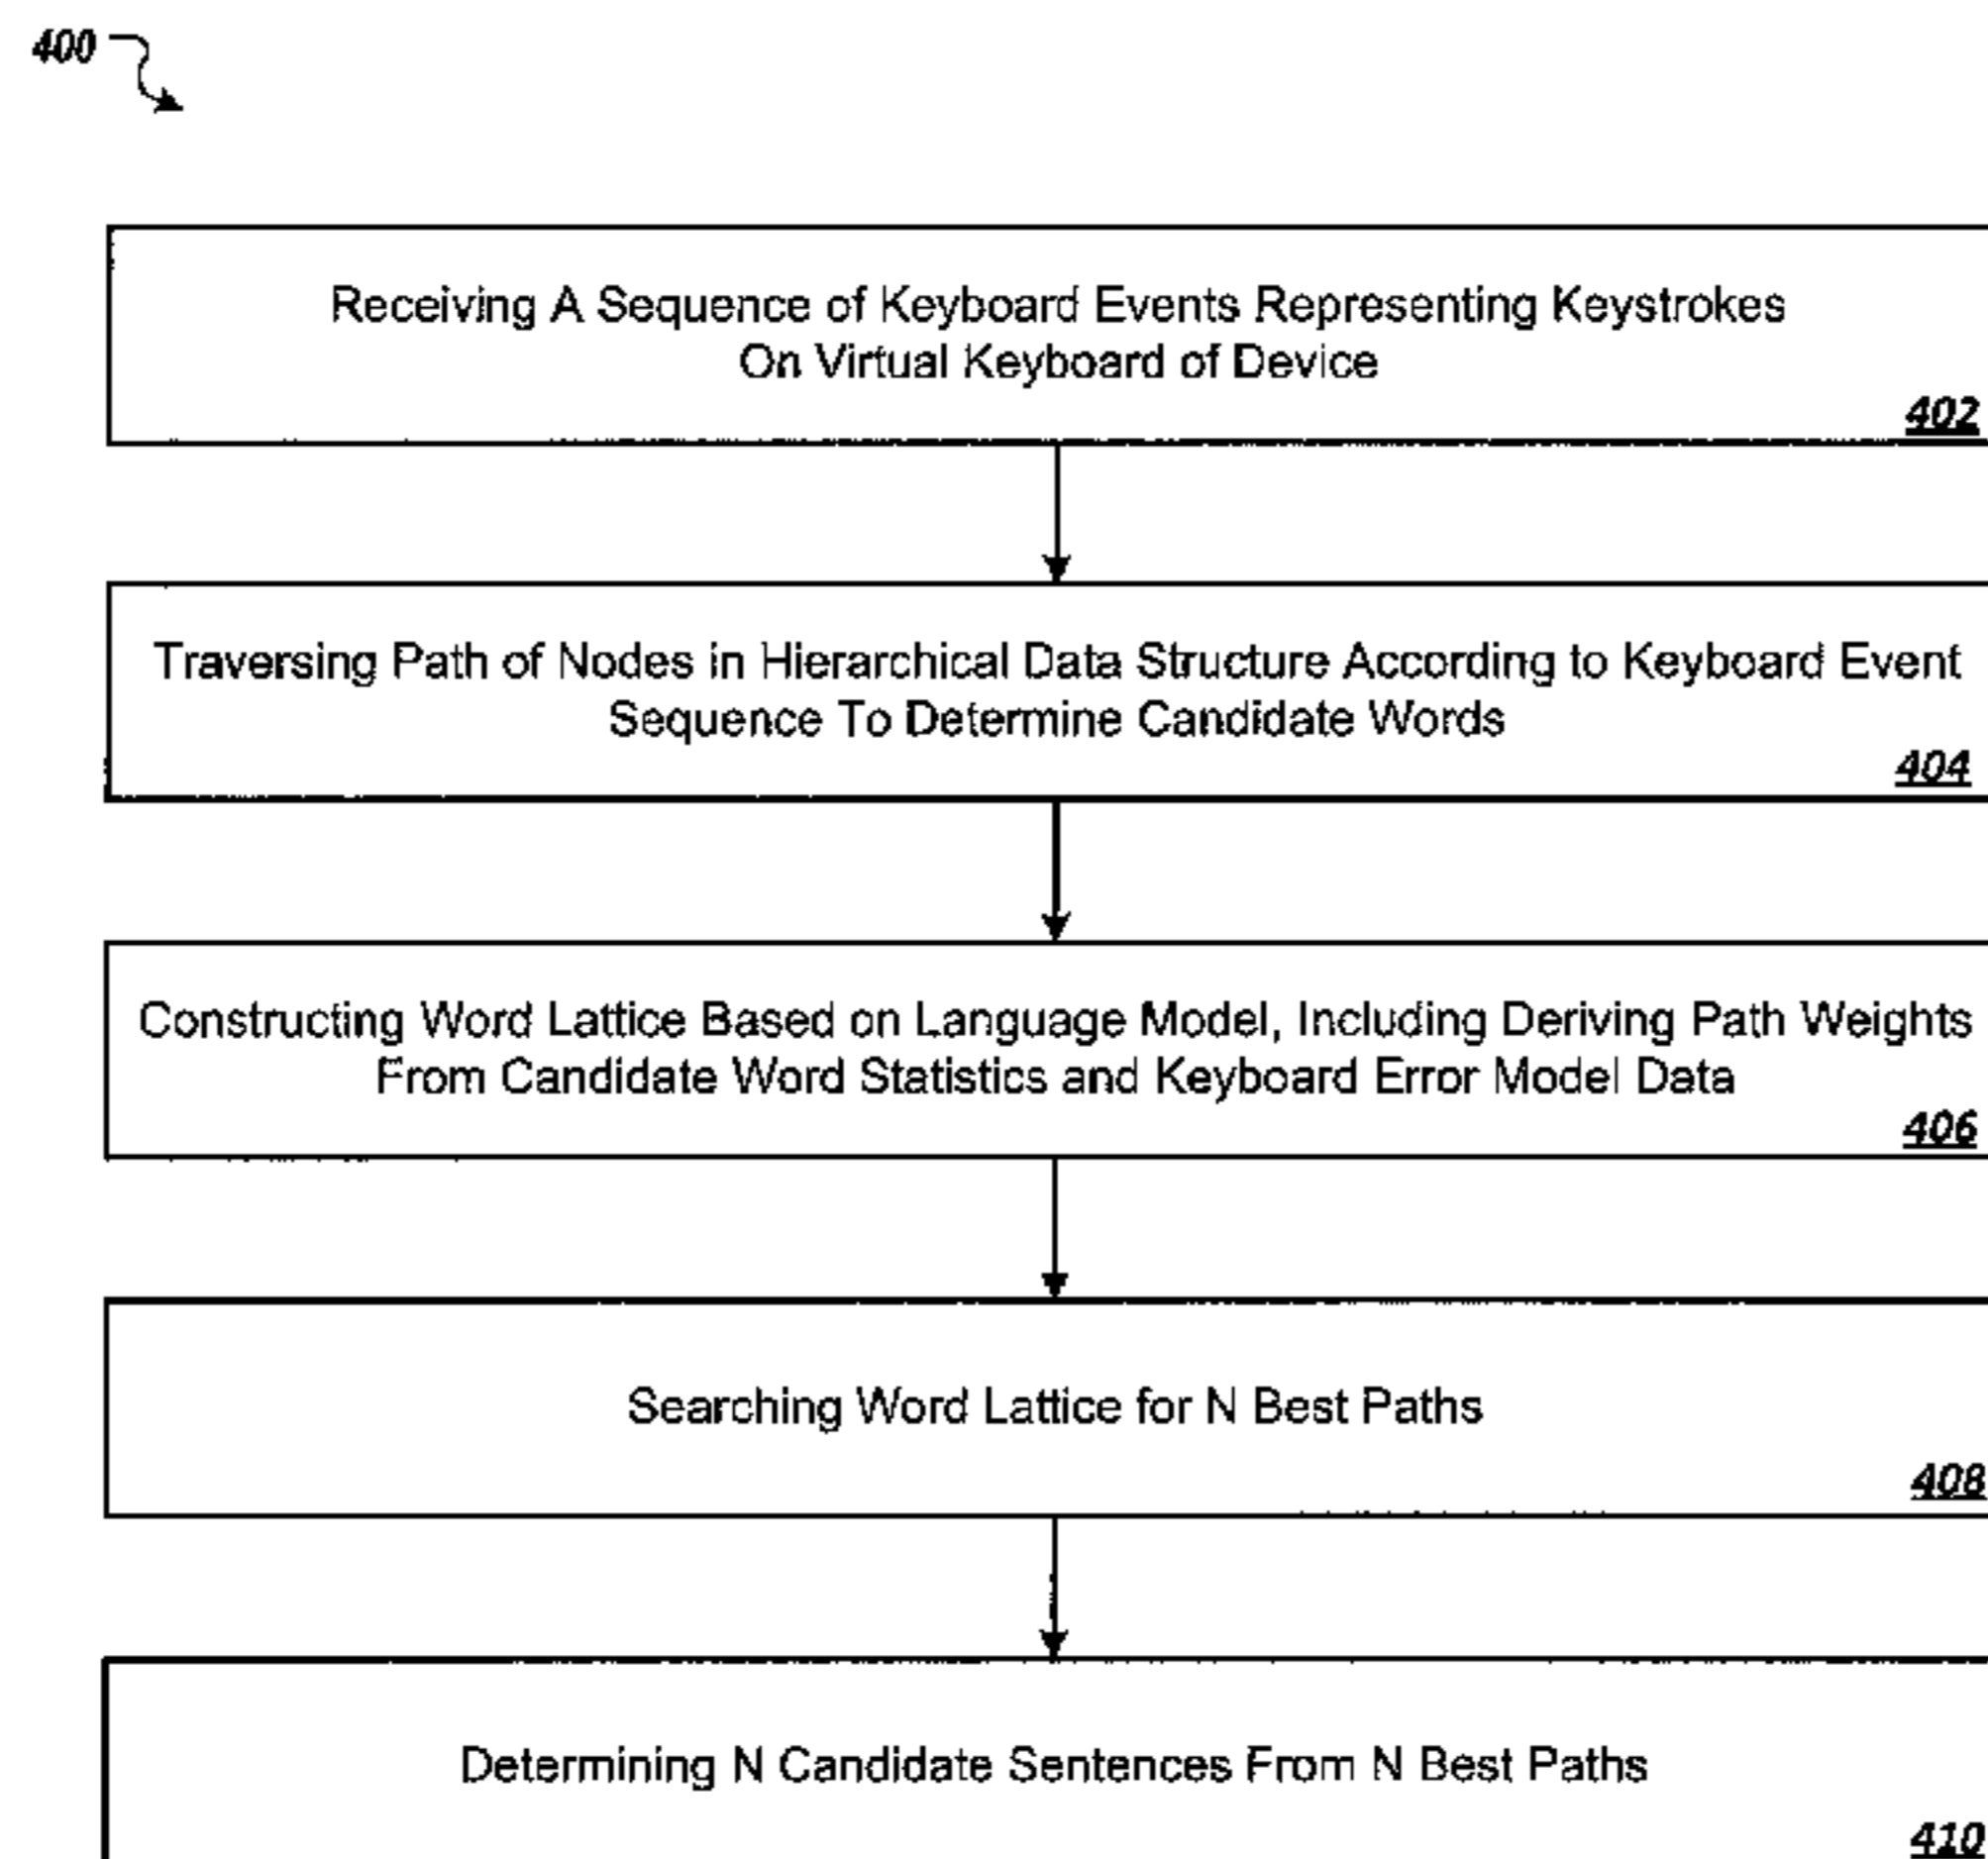 400
Receiving A Sequence of Keyboard Events Representing Keystrokes
On Virtual Keyboard of Device
402
Traversing Path of Nodes in Hierarchical Data Structure According to Keyboard Event
Sequence To Determine Candidate Words
404
Constructing Word Lattice Based on Language Model, Including Deriving Path Weights
From Candidate Word Statistics and Keyboard Error Model Data
406
Searching Word Lattice for N Best Paths
408
Determining N Candidate Sentences From N Best Paths
410